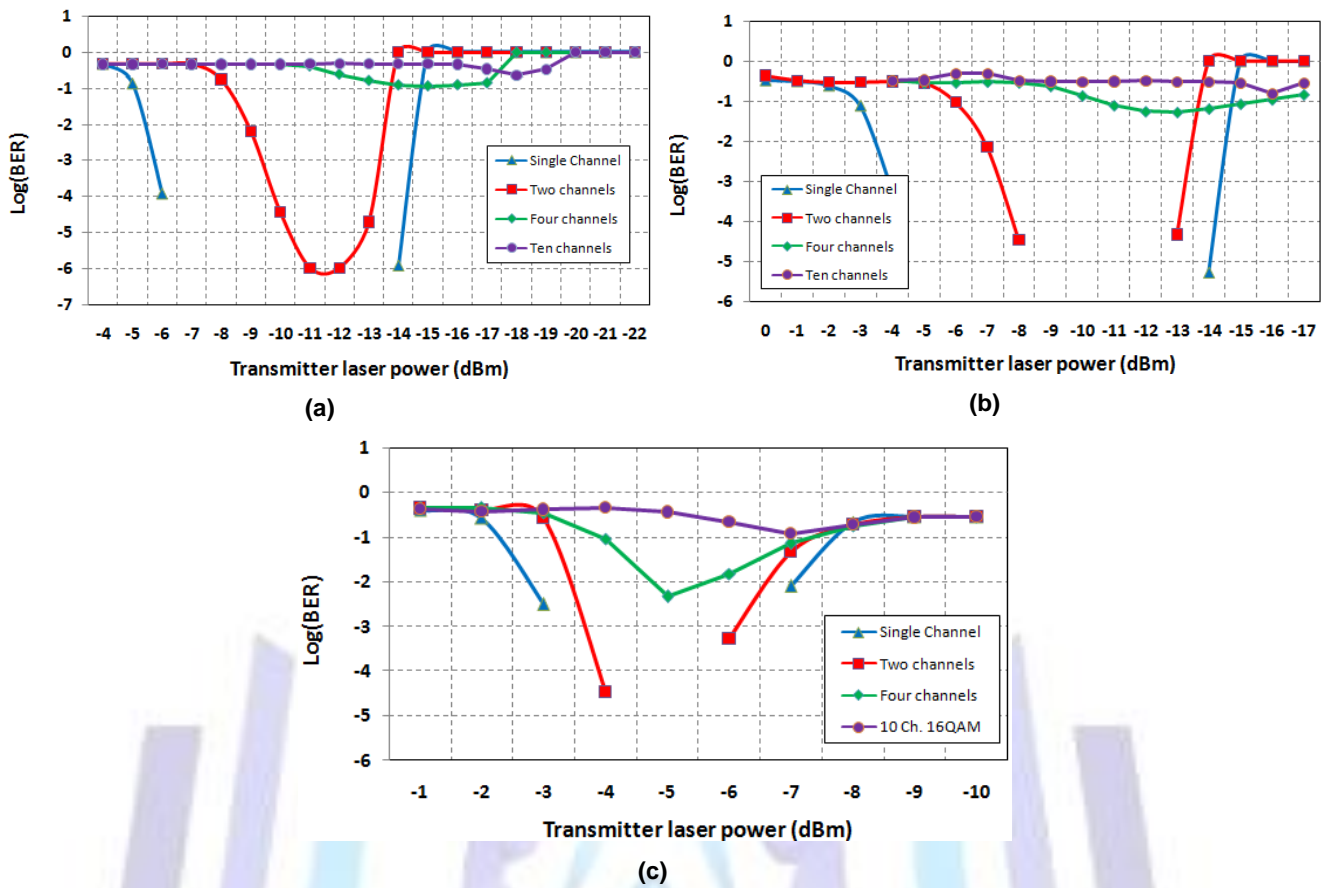 (a)
1
0
-1
-2
-3
-4
-5
-6
-7
Log(BER)
Single Channel
Two channels
Four channels
Ten channels
-4 -5 -6 -7 -8 -9 -10 -11 -12 -13 -14 -15 -16 -17 -18 -19 -20 -21 -22
Transmitter laser power (dBm)
(a)
(b)
1
0
-1
-2
-3
-4
-5
-6
Log(BER)
Single Channel
Two channels
Four channels
Ten channels
0 -1 -2 -3 -4 -5 -6 -7 -8 -9 -10 -11 -12 -13 -14 -15 -16 -17
Transmitter laser power (dBm)
(b)
1
0
-1
-2
-3
-4
-5
-6
Log(BER)
Single Channel
Two channels
Four channels
10 Ch. 16QAM
-1 -2 -3 -4 -5 -6 -7 -8 -9 -10
Transmitter laser power (dBm)
(c)